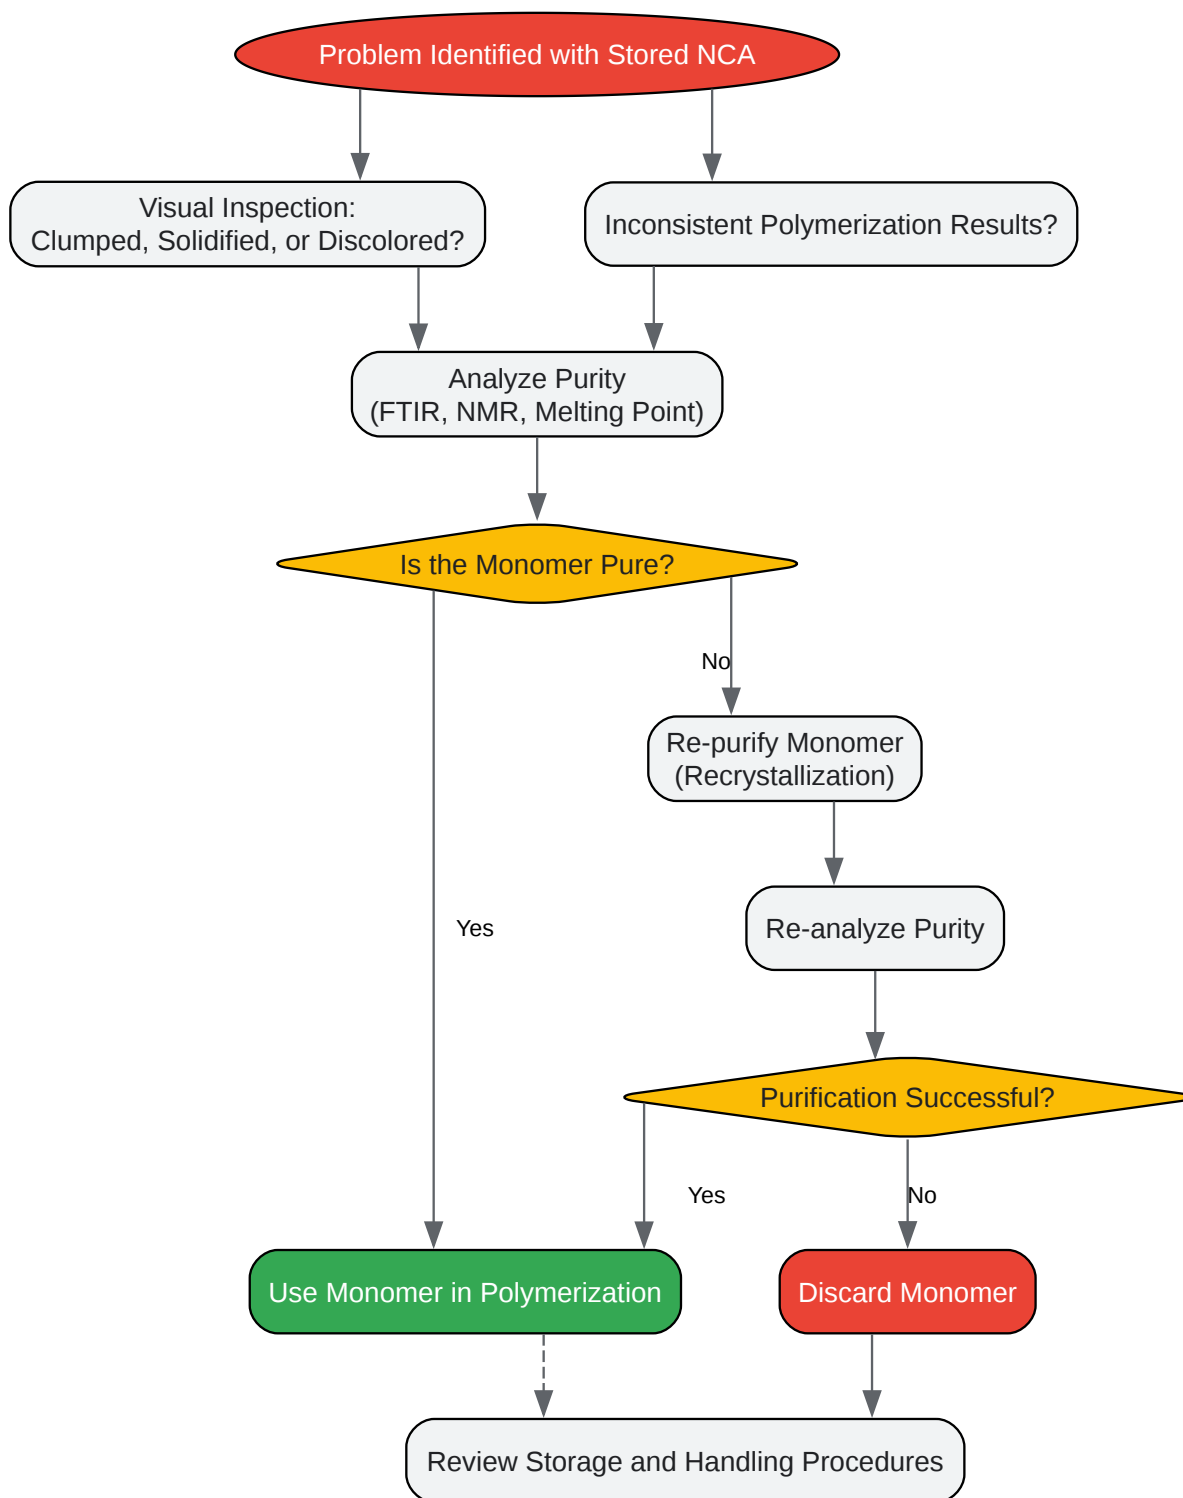 Problem Identified with Stored NCA
Visual Inspection:
Clumped, Solidified, or Discolored?
Inconsistent Polymerization Results?
Analyze Purity
(FTIR, NMR, Melting Point)
Is the Monomer Pure?
No
Re-purify Monomer
(Recrystallization)
Yes
Re-analyze Purity
Purification Successful?
Yes
No
Use Monomer in Polymerization
Discard Monomer
Review Storage and Handling Procedures